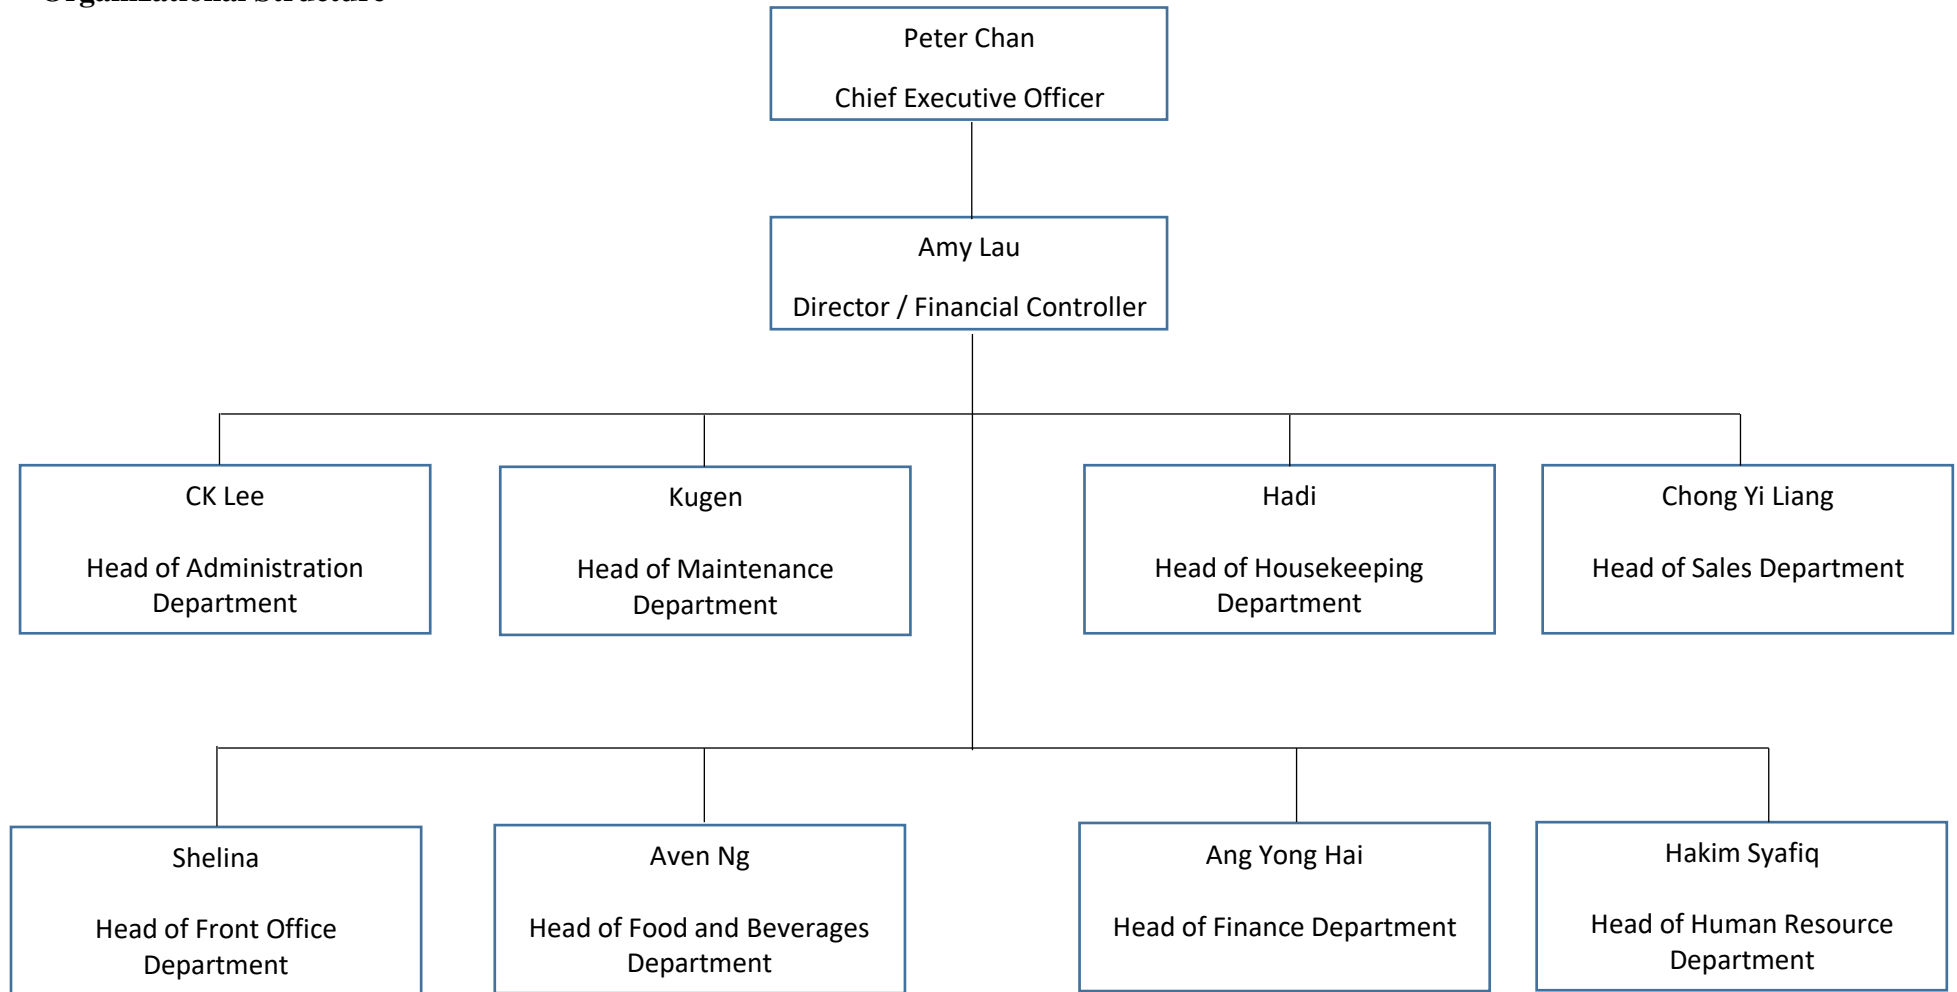 Organizational Structure
Peter Chan
Chief Executive Officer
Amy Lau
Director / Financial Controller
CK Lee
Head of Administration
Department
Kugen
Head of Maintenance
Department
Hadi
Head of Housekeeping
Department
Chong Yi Liang
Head of Sales Department
Shelina
Head of Front Office
Department
Aven Ng
Head of Food and Beverages
Department
Ang Yong Hai
Head of Finance Department
Hakim Syafiq
Head of Human Resource
Department